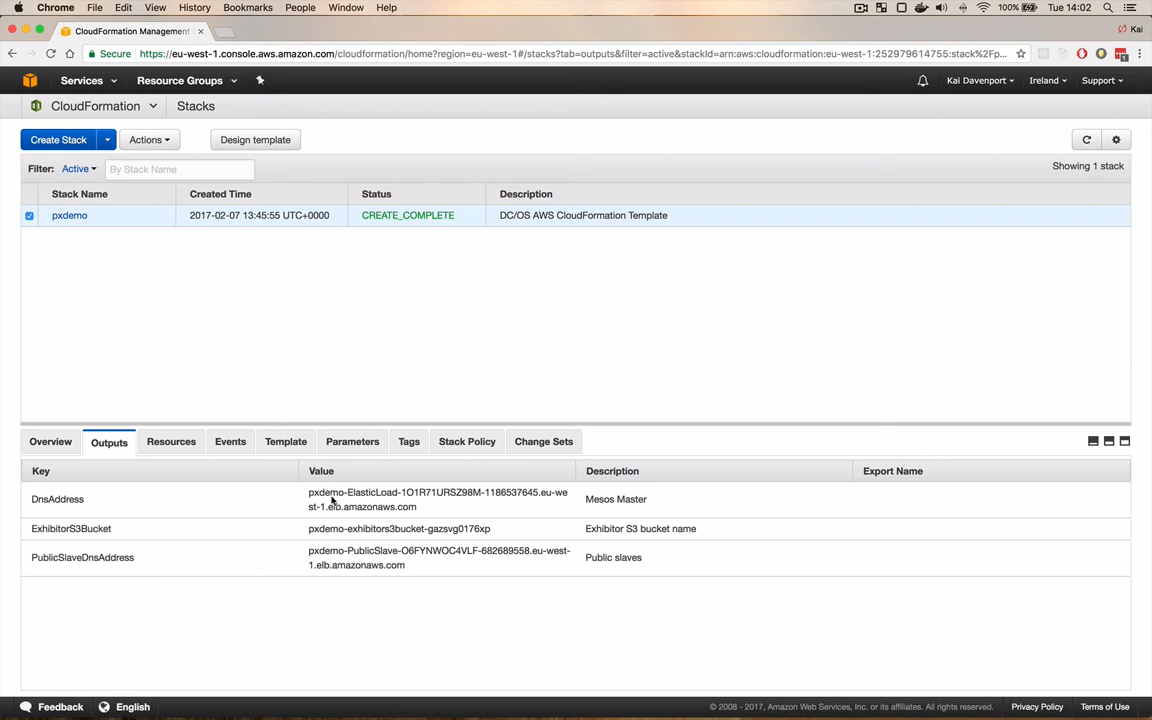 Chrome File Edit View History Bookmarks People Window Help 100% Tue 14:02
CloudFormation Management Kai
Secure https://eu-west-1.console.aws.amazon.com/cloudformation/home?region=eu-west-1#/stacks?tab=outputs&filter=active&stackId=arn:aws:cloudformation:eu-west-1:252979614755:stack%2Fp...
Services Resource Groups Kai Davenport Ireland Support
CloudFormation Stacks
Create Stack Actions Design template
Filter: Active By Stack Name Showing 1 stack
Stack Name Created Time Status Description
pxdemo 2017-02-07 13:45:55 UTC+0000 CREATE_COMPLETE DC/OS AWS CloudFormation Template
Overview Outputs Resources Events Template Parameters Tags Stack Policy Change Sets
Key Value Description Export Name
DnsAddress pxdemo-ElasticLoad-1O1R71URSZ98M-1186537645.eu-we
st-1.elb.amazonaws.com Mesos Master
ExhibitorS3Bucket pxdemo-exhibitors3bucket-gazsvg0176xp Exhibitor S3 bucket name
PublicSlaveDnsAddress pxdemo-PublicSlave-O6FYNWOC4VLF-682689558.eu-west-
1.elb.amazonaws.com Public slaves
Feedback English © 2008 - 2017, Amazon Web Services, Inc. or its affiliates. All rights reserved. Privacy Policy Terms of Use